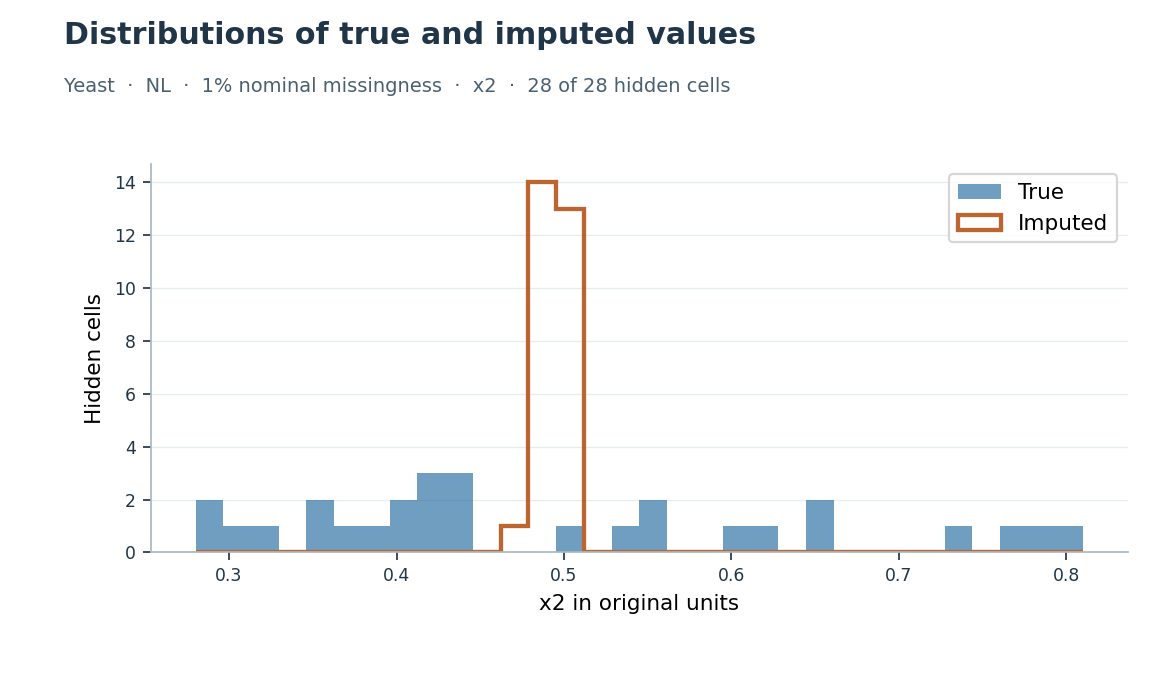 Distributions of true and imputed values
Yeast · NL · 1% nominal missingness · x2 · 28 of 28 hidden cells
True
Imputed
Hidden cells
14
12
10
8
6
4
2
0
0.3 0.4 0.5 0.6 0.7 0.8
x2 in original units